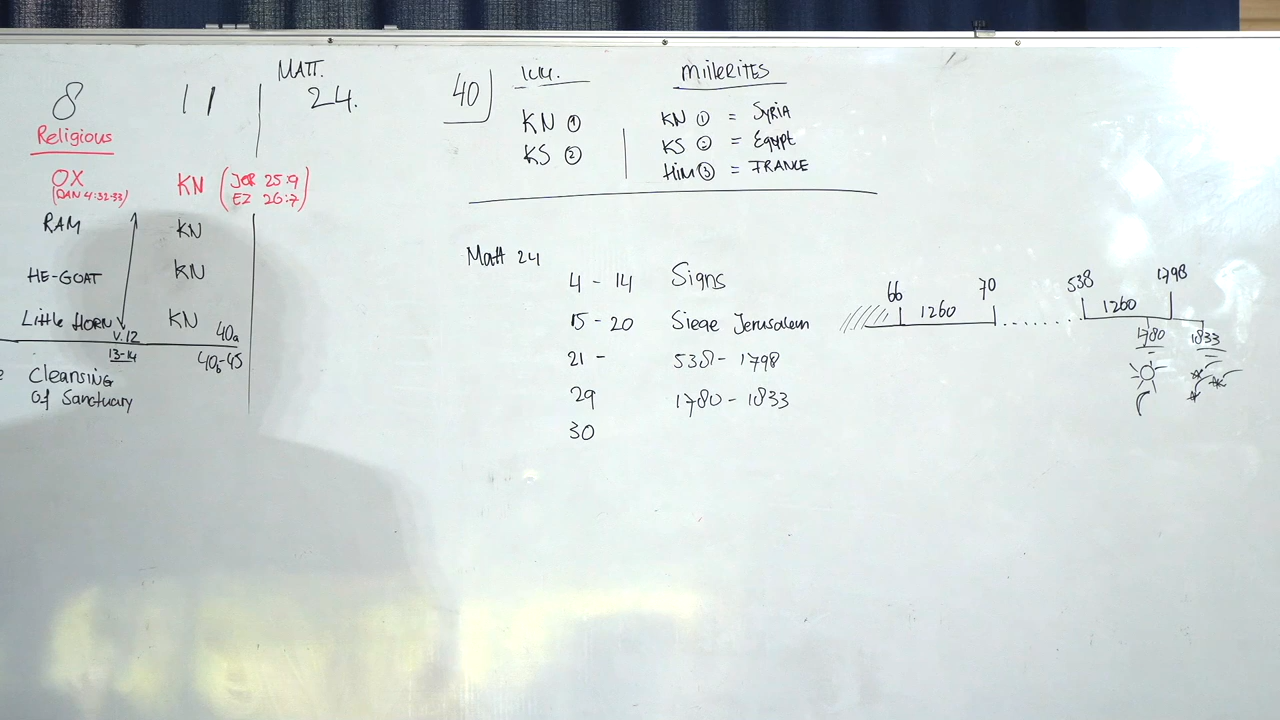 8 11 MATT. 24.
Religious
OX KN (JER 25:9
(DAN 4:32-33) EZ 26:7)
RAM KN
HE-GOAT KN
Little HORN KN
V.12 40a
13-14 40b-45
Cleansing
Of Sanctuary
40
KN ①
KS ②
MillERITES
KN ① = Syria
KS ② = Egypt
Him ③ = FRANCE
Matt 24
4 - 14 Signs
15 - 20 Siege Jerusalem
21 - 538 - 1798
29 1780 - 1833
30
66 1260 70 538 1260 1798
1780 1833